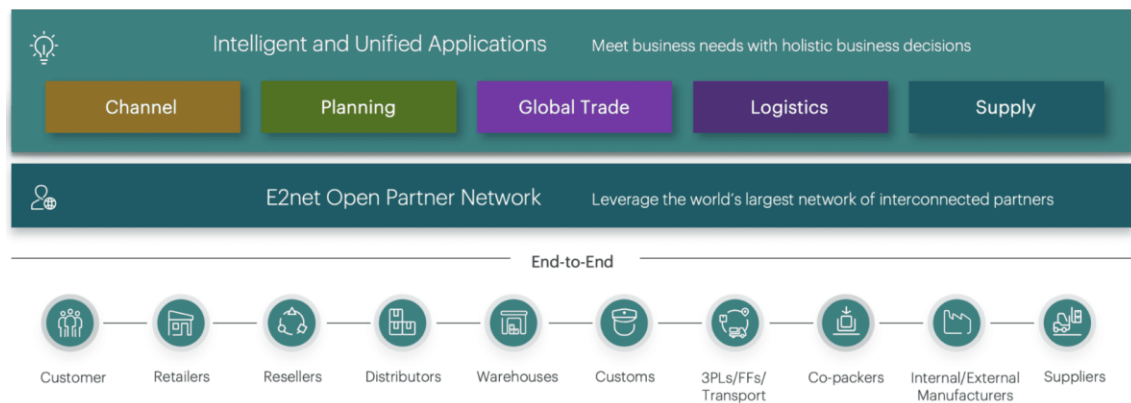 Intelligent and Unified Applications Meet business needs with holistic business decisions
Channel Planning Global Trade Logistics Supply
E2net Open Partner Network Leverage the world's largest network of interconnected partners
End-to-End
Customer Retailers Resellers Distributors Warehouses Customs 3PLs/FFs/ Co-packers Internal/External Suppliers
Transport Manufacturers